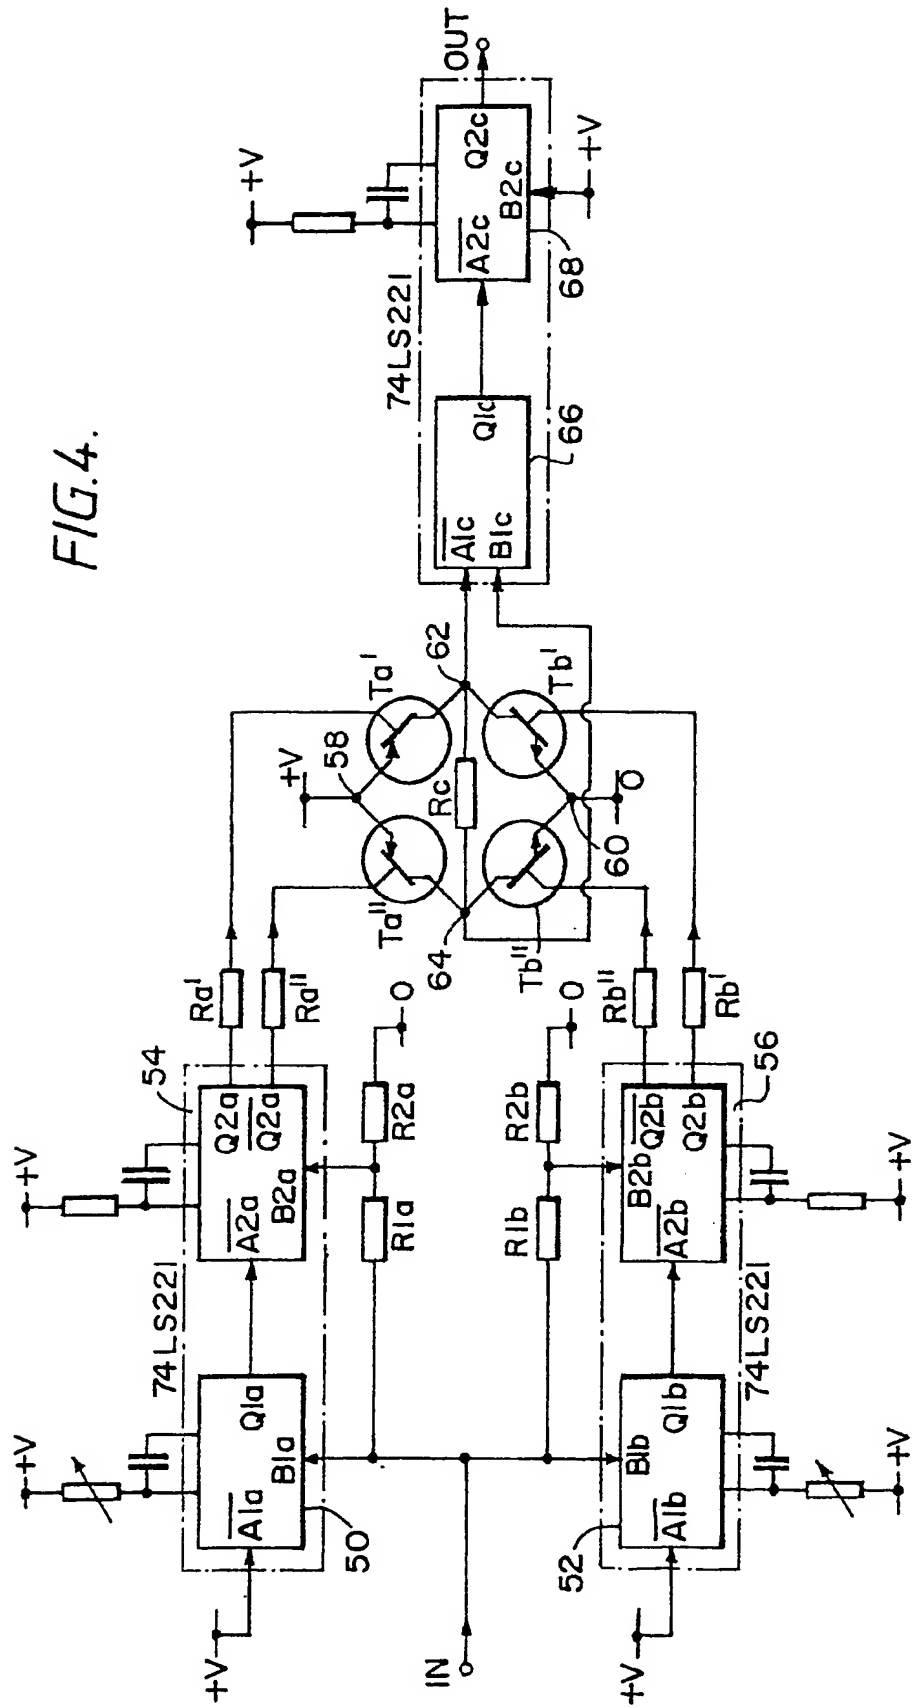 FIG.4.
+V
+V
+V
+V
74LS221
A1a
Q1a
B1a
50
A2a
Q2a
Q2a
B2a
54
Ra'
Ra"
R1a
R2a
0
IN
R1b
R2b
0
+V
74LS221
B1b
A1b
Q1b
52
B2b
A2b
Q2b
Q2b
56
Rb"
Rb'
+V
+V
+V
58
Ta"
Ta'
62
64
Rc
Tb"
Tb'
60
0
74LS221
A1c
B1c
Q1c
66
A2c
Q2c
B2c
68
+V
OUT